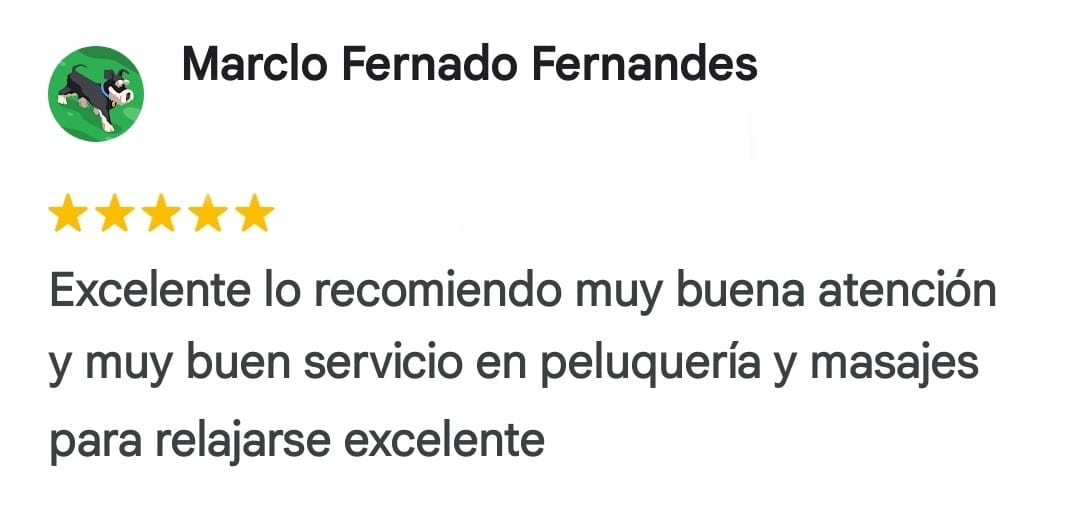 Marclo Fernado Fernandes
Excelente lo recomiendo muy buena atención
y muy buen servicio en peluquería y masajes
para relajarse excelente